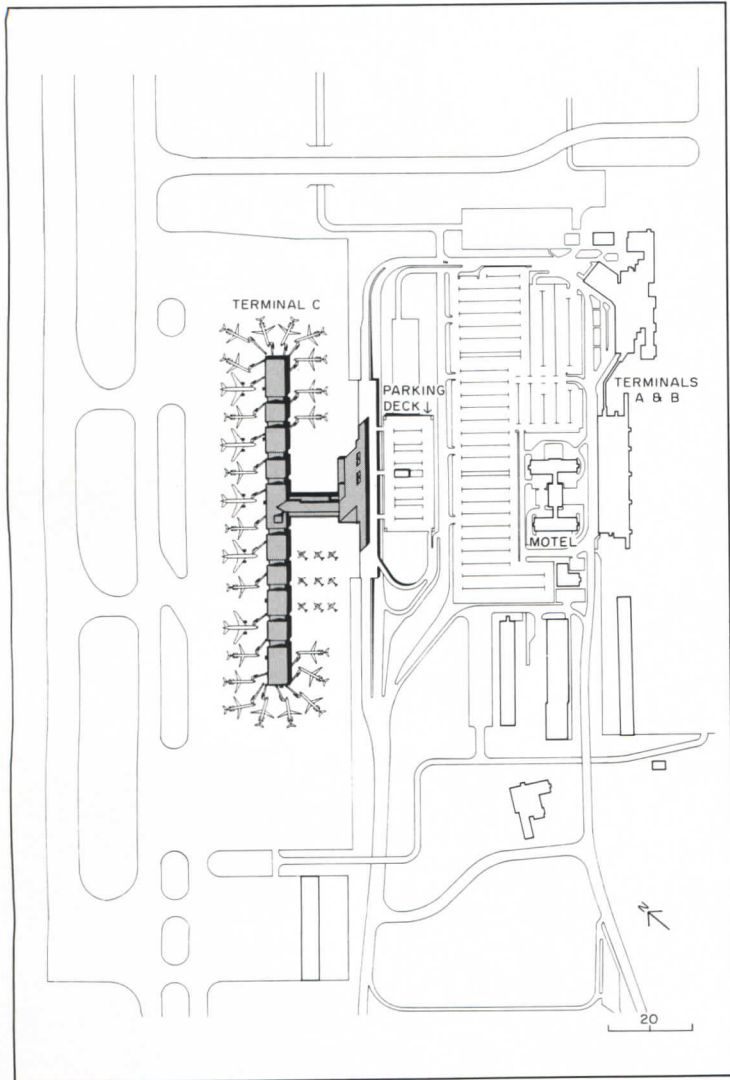 TERMINAL C
PARKING
DECK ↓
TERMINALS
A & B
MOTEL
N
20